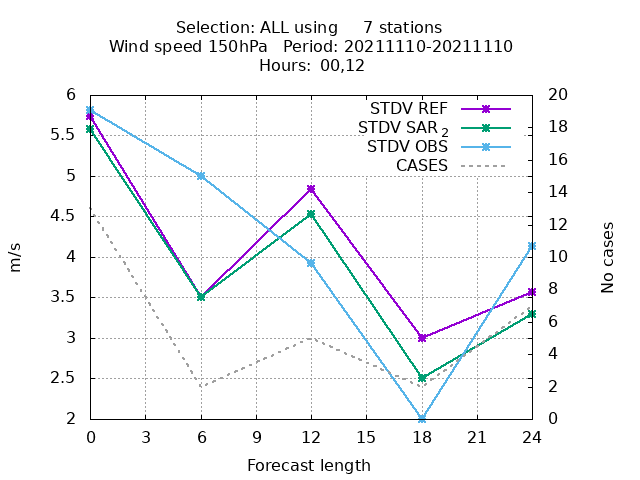 Selection: ALL using     7 stations
Wind speed 150hPa   Period: 20211110-20211110
Hours: 00,12
STDV REF
STDV SAR2
STDV OBS
CASES
6
5.5
5
4.5
4
3.5
3
2.5
2
m/s
20
18
16
14
12
10
8
6
4
2
0
No cases
0 3 6 9 12 15 18 21 24
Forecast length